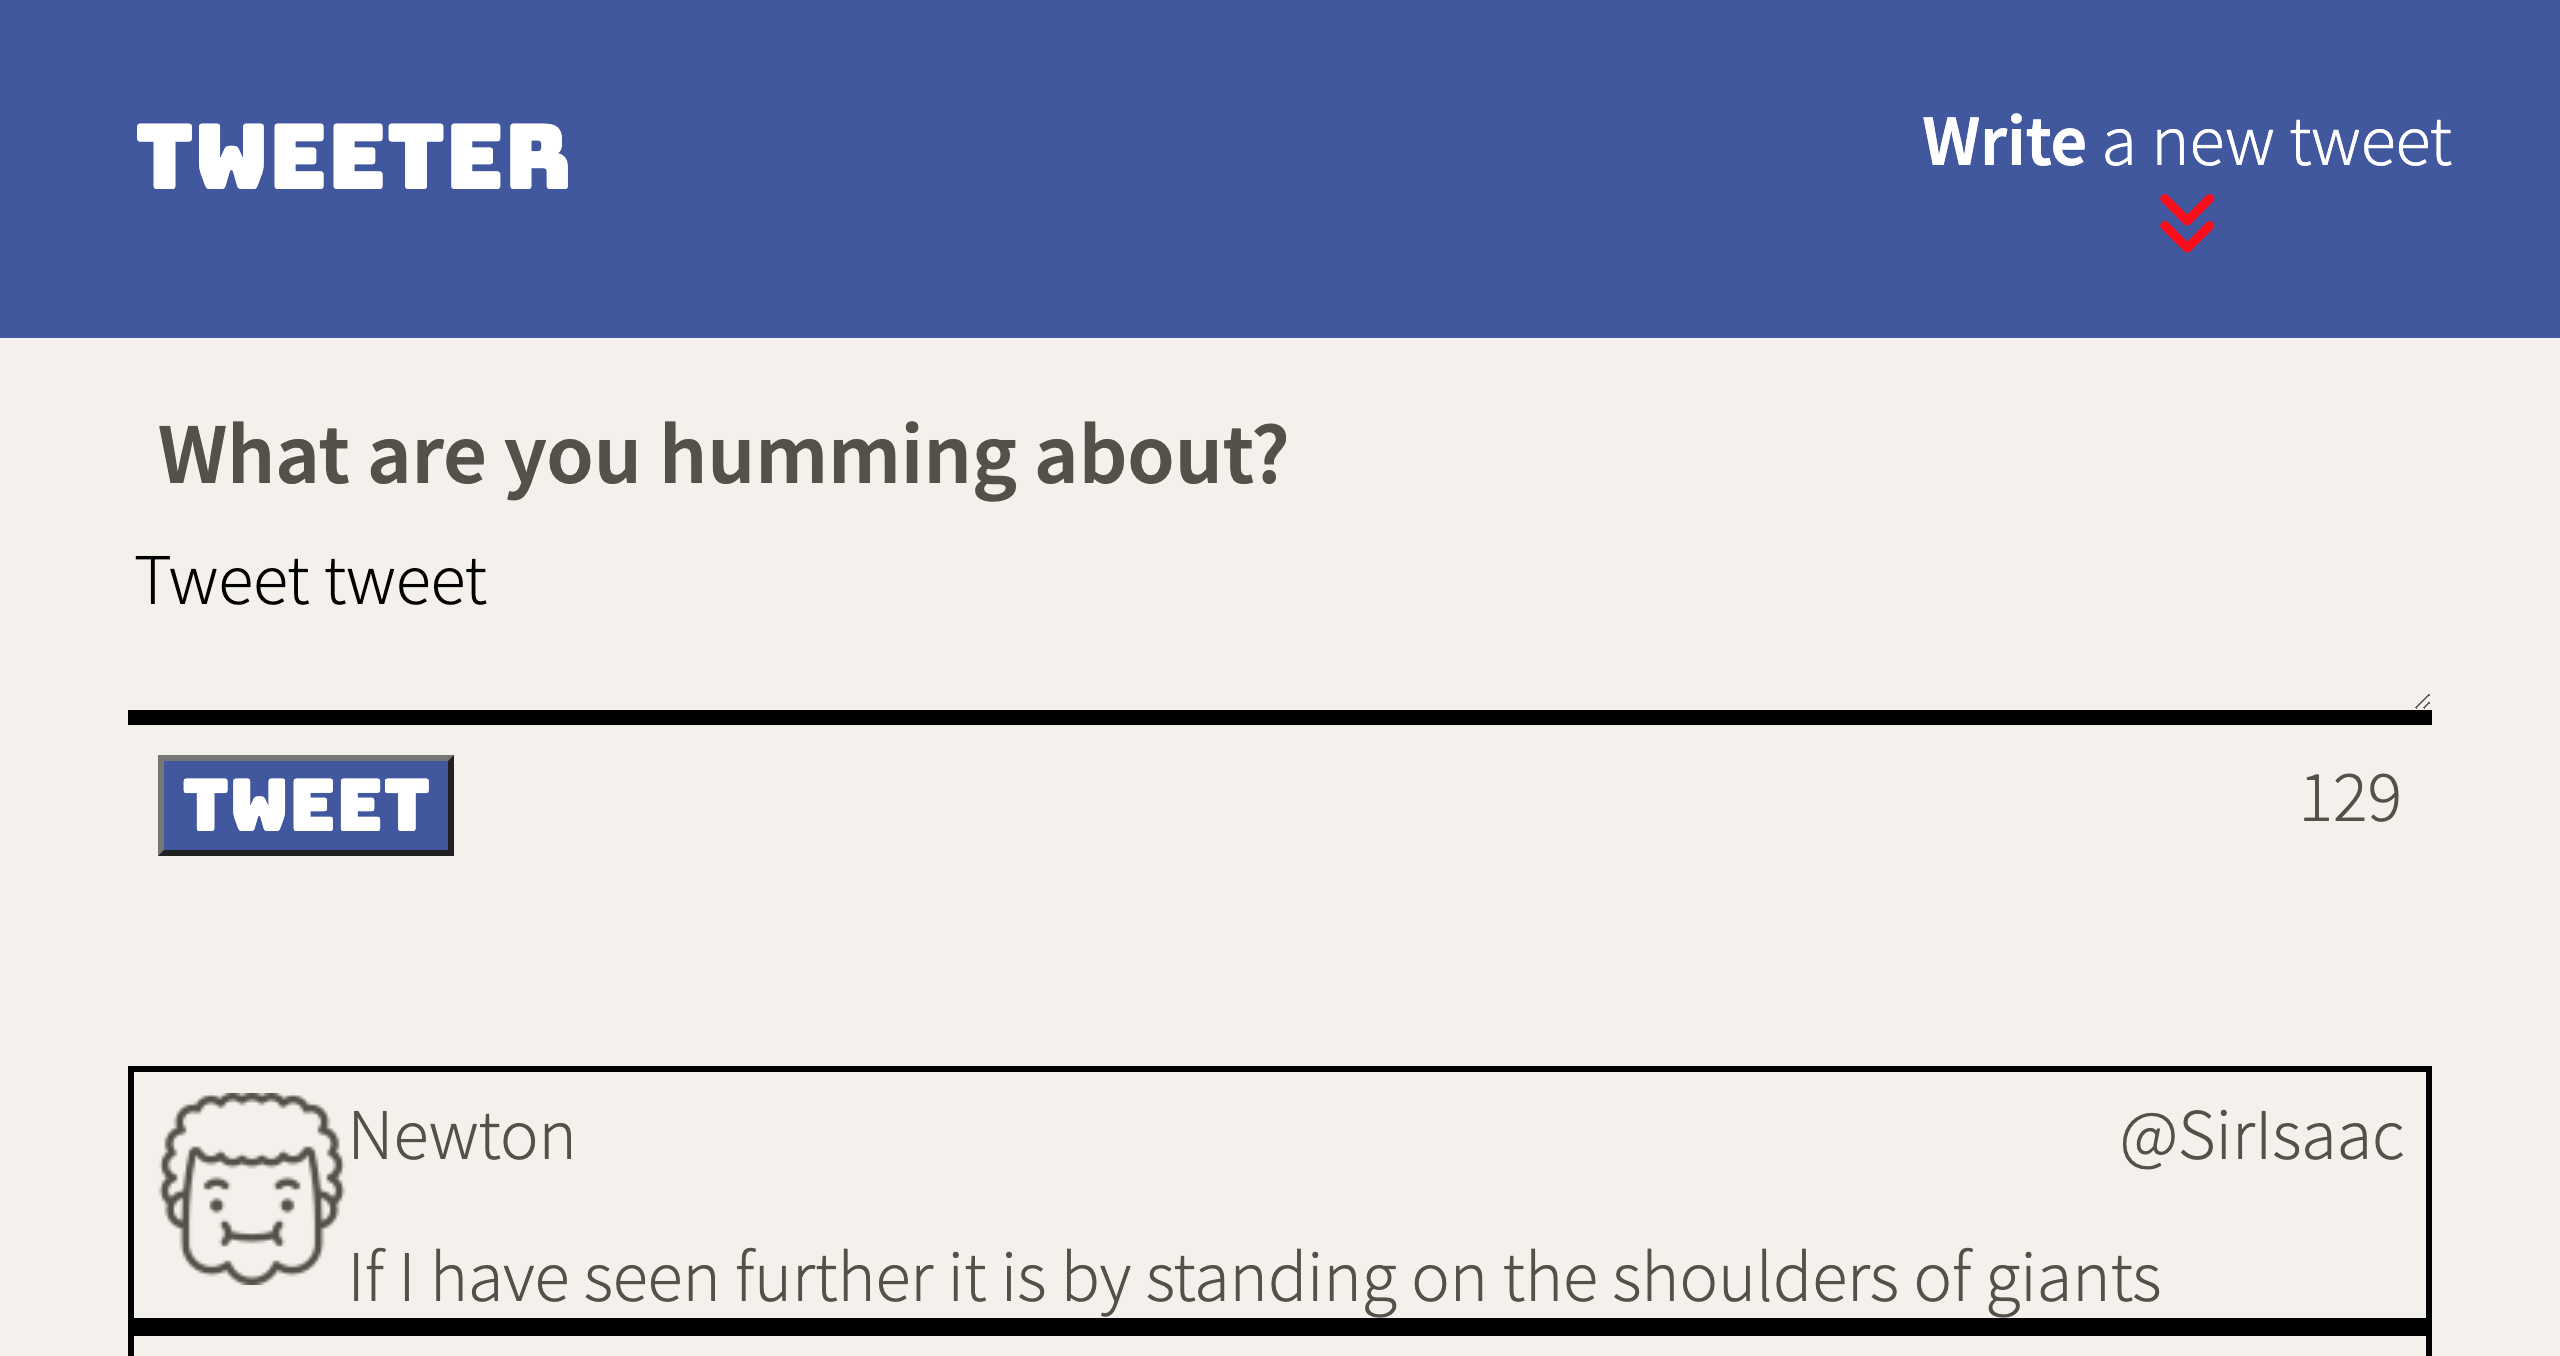 TWEETER
Write a new tweet
What are you humming about?
Tweet tweet
TWEET
129
Newton
@SirIsaac
If I have seen further it is by standing on the shoulders of giants